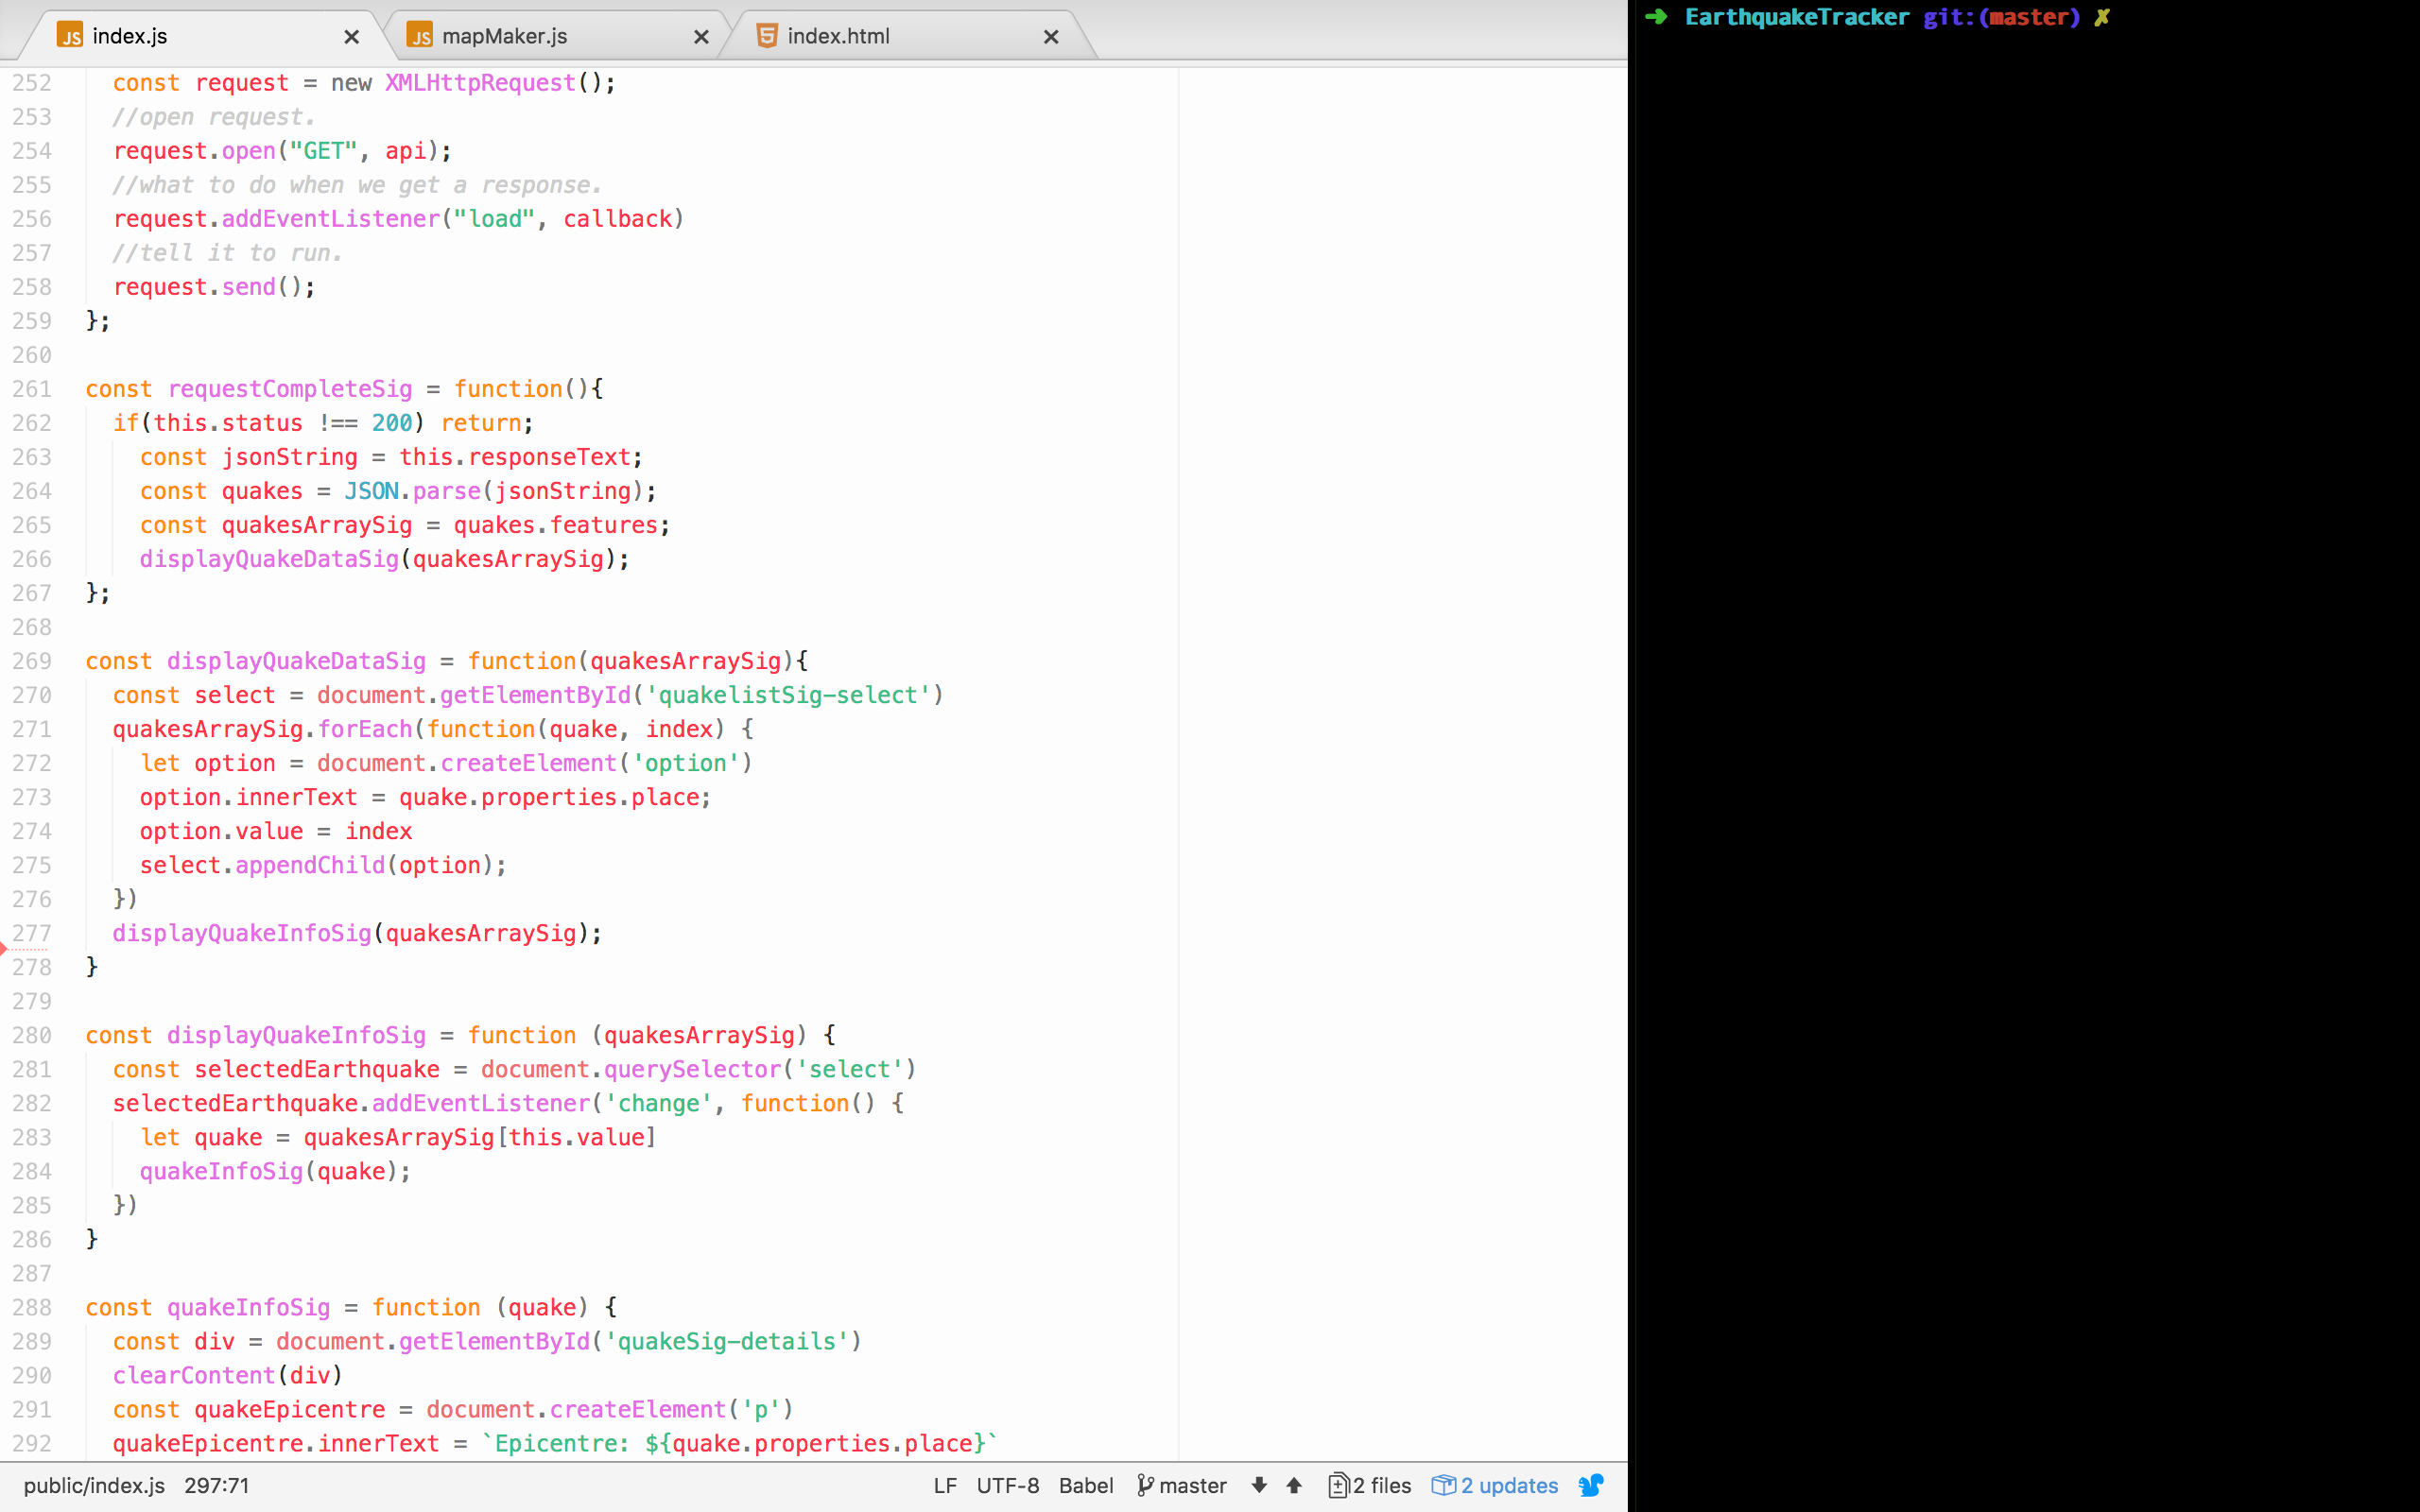 index.js
mapMaker.js
index.html
➜ EarthquakeTracker git:(master) ✗
252 const request = new XMLHttpRequest();
253 //open request.
254 request.open("GET", api);
255 //what to do when we get a response.
256 request.addEventListener("load", callback)
257 //tell it to run.
258 request.send();
259 };
260
261 const requestCompleteSig = function(){
262 if(this.status !== 200) return;
263 const jsonString = this.responseText;
264 const quakes = JSON.parse(jsonString);
265 const quakesArraySig = quakes.features;
266 displayQuakeDataSig(quakesArraySig);
267 };
268
269 const displayQuakeDataSig = function(quakesArraySig){
270 const select = document.getElementById('quakelistSig-select')
271 quakesArraySig.forEach(function(quake, index) {
272 let option = document.createElement('option')
273 option.innerText = quake.properties.place;
274 option.value = index
275 select.appendChild(option);
276 })
277 displayQuakeInfoSig(quakesArraySig);
278 }
279
280 const displayQuakeInfoSig = function (quakesArraySig) {
281 const selectedEarthquake = document.querySelector('select')
282 selectedEarthquake.addEventListener('change', function() {
283 let quake = quakesArraySig[this.value]
284 quakeInfoSig(quake);
285 })
286 }
287
288 const quakeInfoSig = function (quake) {
289 const div = document.getElementById('quakeSig-details')
290 clearContent(div)
291 const quakeEpicentre = document.createElement('p')
292 quakeEpicentre.innerText = `Epicentre: ${quake.properties.place}`
public/index.js 297:71 LF UTF-8 Babel master 2 files 2 updates